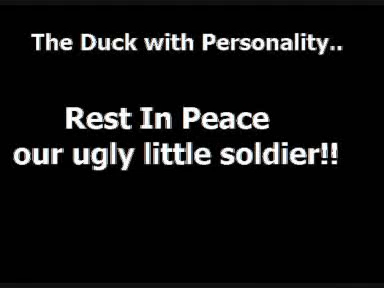 The Duck with Personality..
Rest In Peace
our ugly little soldier!!